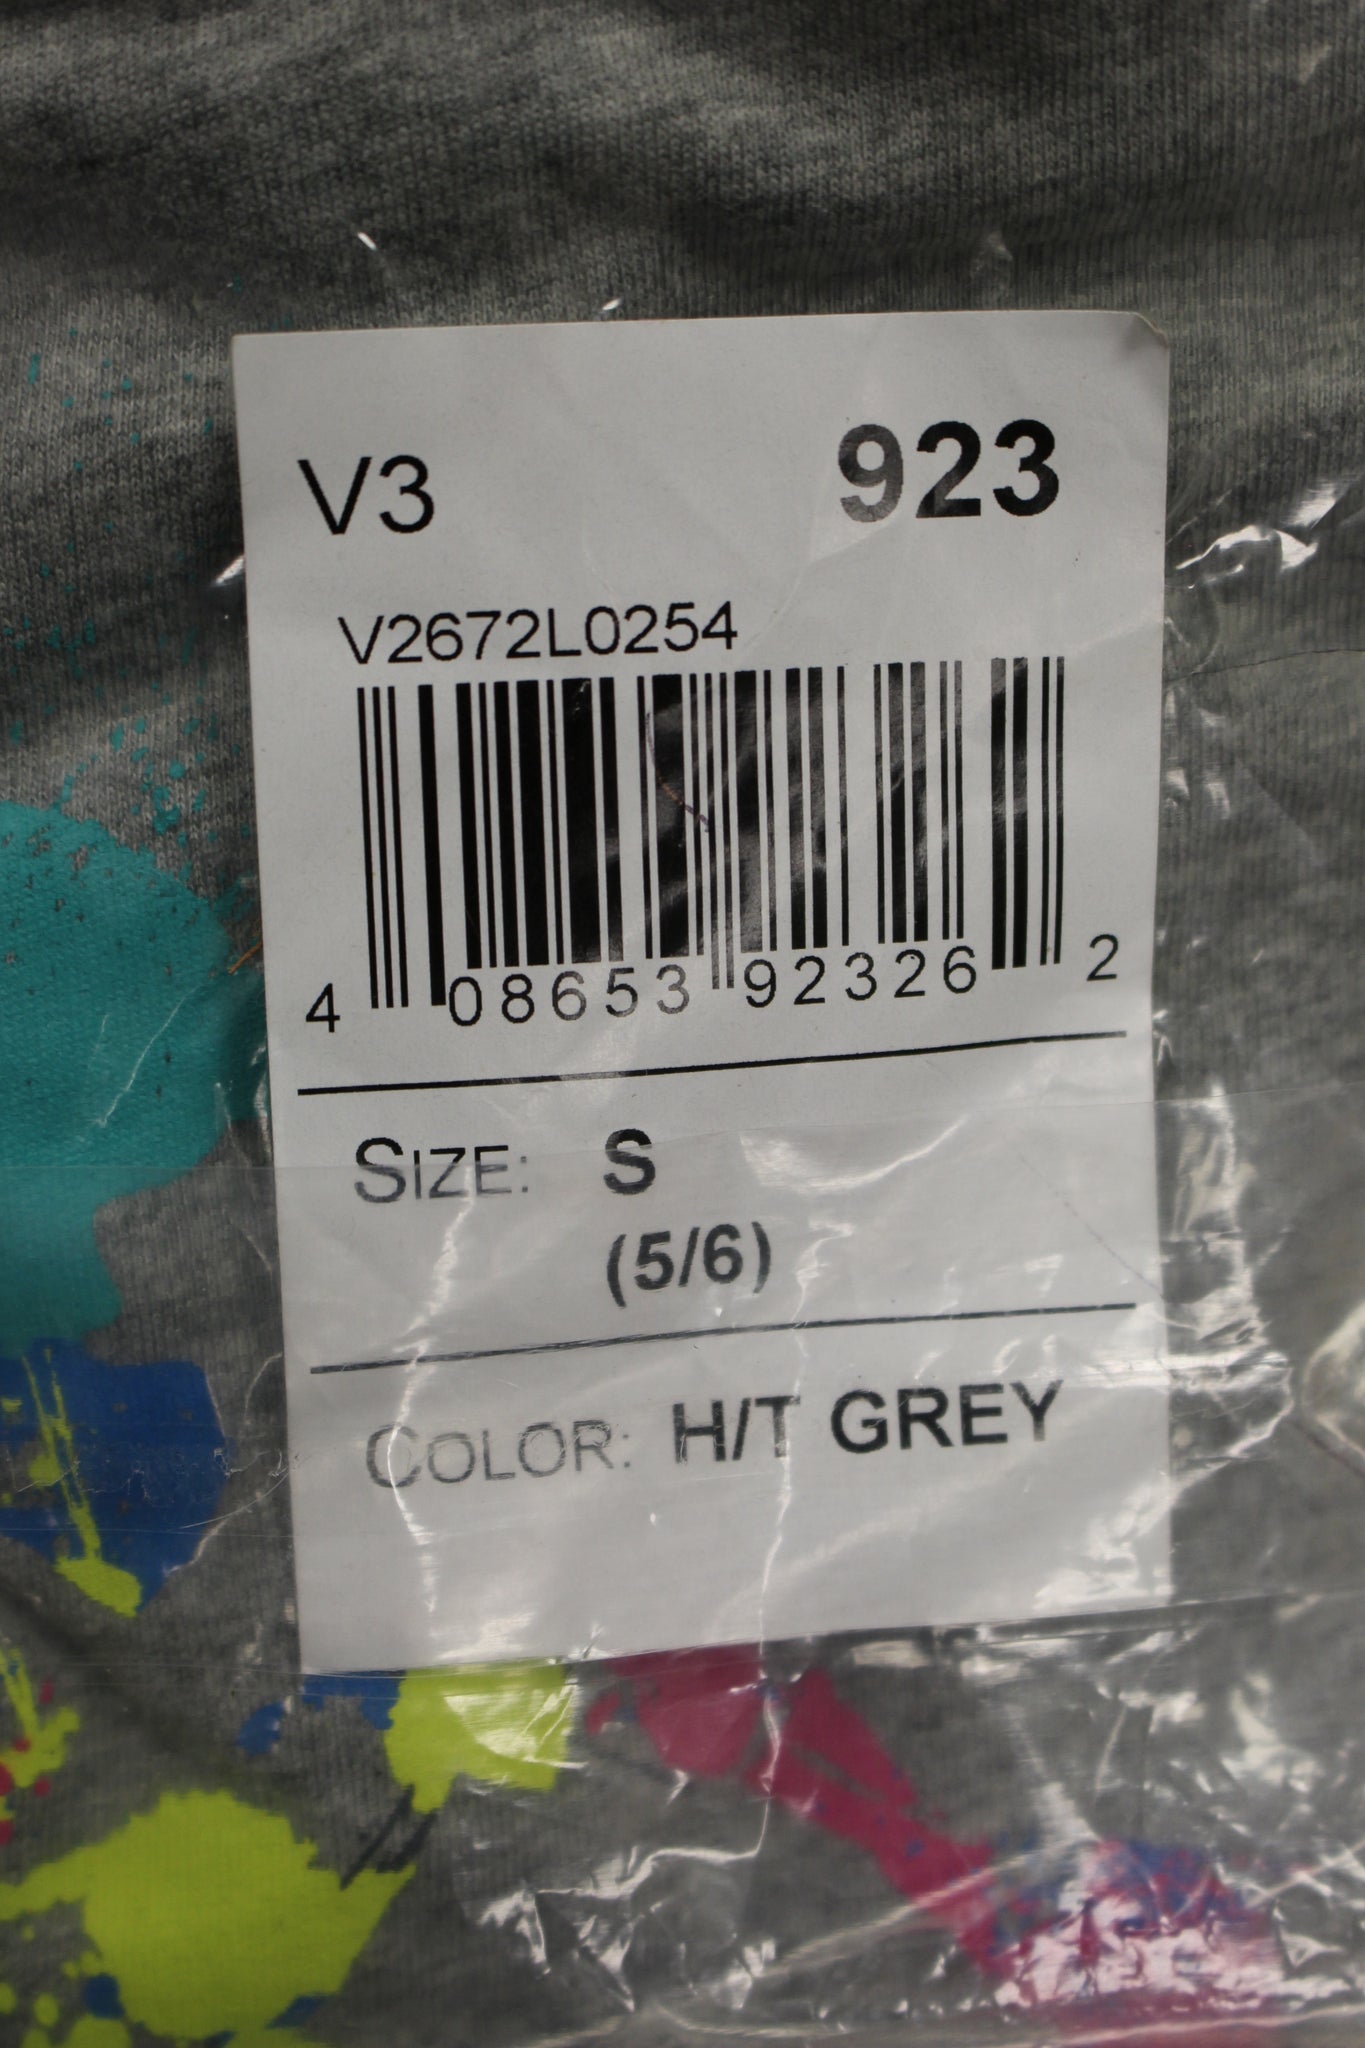 V3 923
V2672L0254
4 08653 92326 2
SIZE: S
(5/6)
COLOR: H/T GREY